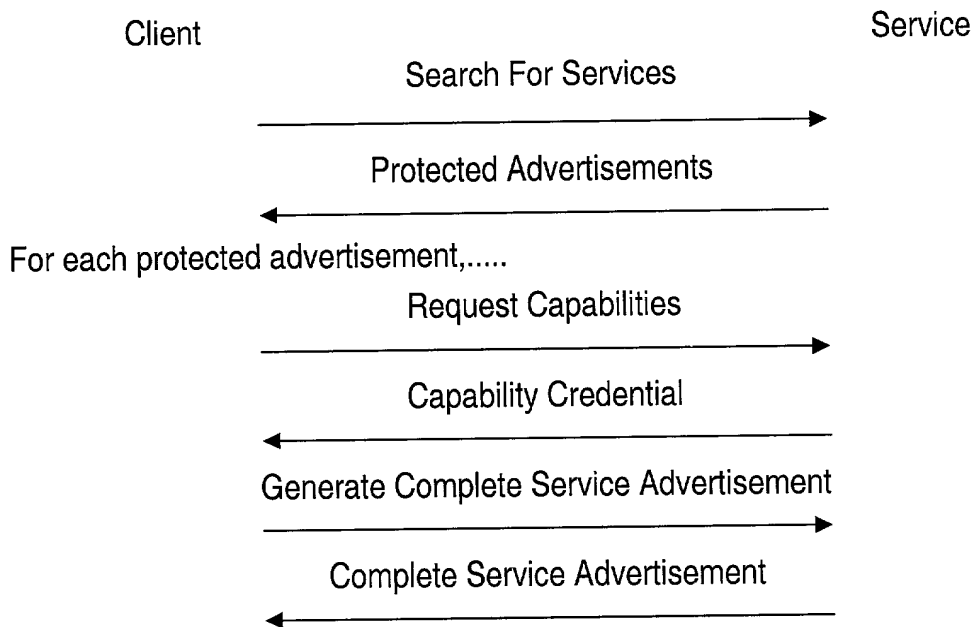 Client
Service
Search For Services
Protected Advertisements
For each protected advertisement,.....
Request Capabilities
Capability Credential
Generate Complete Service Advertisement
Complete Service Advertisement